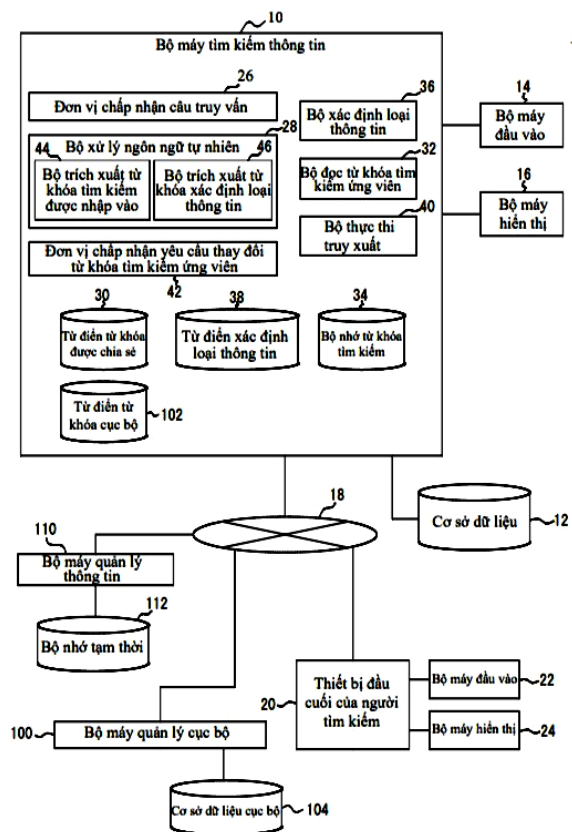 10
Bộ máy tìm kiếm thông tin
26
Đơn vị chấp nhận câu truy vấn
28
Bộ xử lý ngôn ngữ tự nhiên
44
Bộ trích xuất từ
khóa tìm kiếm
được nhập vào
46
Bộ trích xuất từ
khóa xác định loại
thông tin
Đơn vị chấp nhận yêu cầu thay đổi
từ khóa tìm kiếm ứng viên
42
36
Bộ xác định loại
thông tin
32
Bộ đọc từ khóa tìm
kiếm ứng viên
40
Bộ thực thi
truy xuất
14
Bộ máy
đầu vào
16
Bộ máy
hiển thị
30
Từ điển từ khóa
được chia sẻ
38
Từ điển xác định
loại thông tin
34
Bộ nhớ từ khóa
tìm kiếm
Từ điển từ
khóa cục bộ
102
18
Cơ sở dữ liệu
12
110
Bộ máy quản lý
thông tin
112
Bộ nhớ tạm thời
20
Thiết bị đầu
cuối của người
tìm kiếm
Bộ máy đầu vào
22
Bộ máy hiển thị
24
100
Bộ máy quản lý cục bộ
Cơ sở dữ liệu cục bộ
104